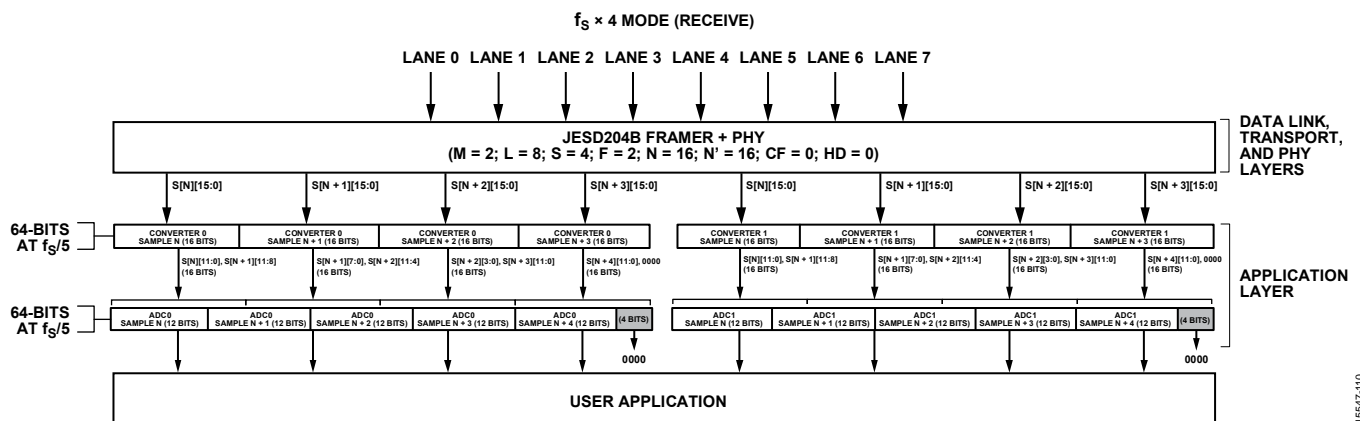 fS × 4 MODE (RECEIVE)
LANE 0 LANE 1 LANE 2 LANE 3 LANE 4 LANE 5 LANE 6 LANE 7
JESD204B FRAMER + PHY
(M = 2; L = 8; S = 4; F = 2; N = 16; N' = 16; CF = 0; HD = 0)
DATA LINK,
TRANSPORT,
AND PHY
LAYERS
S[N][15:0] S[N + 1][15:0] S[N + 2][15:0] S[N + 3][15:0] S[N][15:0] S[N + 1][15:0] S[N + 2][15:0] S[N + 3][15:0]
64-BITS
AT fS/5
CONVERTER 0 CONVERTER 0 CONVERTER 0 CONVERTER 0 CONVERTER 1 CONVERTER 1 CONVERTER 1 CONVERTER 1
SAMPLE N (16 BITS) SAMPLE N + 1 (16 BITS) SAMPLE N + 2 (16 BITS) SAMPLE N + 3 (16 BITS) SAMPLE N (16 BITS) SAMPLE N + 1 (16 BITS) SAMPLE N + 2 (16 BITS) SAMPLE N + 3 (16 BITS)
S[N][11:0], S[N + 1][11:8] S[N + 1][7:0], S[N + 2][11:4] S[N + 2][3:0], S[N + 3][11:0] S[N + 4][11:0], 0000 S[N][11:0], S[N + 1][11:8] S[N + 1][7:0], S[N + 2][11:4] S[N + 2][3:0], S[N + 3][11:0] S[N + 4][11:0], 0000
(16 BITS) (16 BITS) (16 BITS) (16 BITS) (16 BITS) (16 BITS) (16 BITS) (16 BITS)
APPLICATION
LAYER
64-BITS
AT fS/5
ADC0 ADC0 ADC0 ADC0 ADC0 ADC1 ADC1 ADC1 ADC1 ADC1
SAMPLE N (12 BITS) SAMPLE N + 1 (12 BITS) SAMPLE N + 2 (12 BITS) SAMPLE N + 3 (12 BITS) SAMPLE N + 4 (12 BITS) (4 BITS) SAMPLE N (12 BITS) SAMPLE N + 1 (12 BITS) SAMPLE N + 2 (12 BITS) SAMPLE N + 3 (12 BITS) SAMPLE N + 4 (12 BITS) (4 BITS)
0000 0000
USER APPLICATION
15547-110